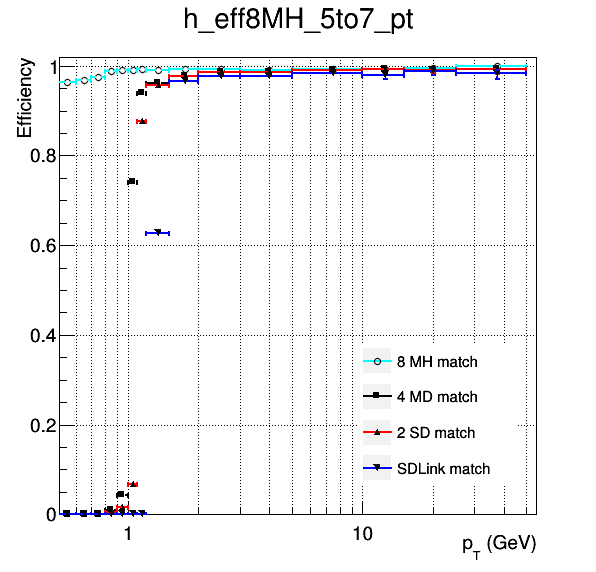 h_eff8MH_5to7_pt
Efficiency
1
0.8
0.6
0.4
0.2
0
8 MH match
4 MD match
2 SD match
SDLink match
1
10
p_T (GeV)